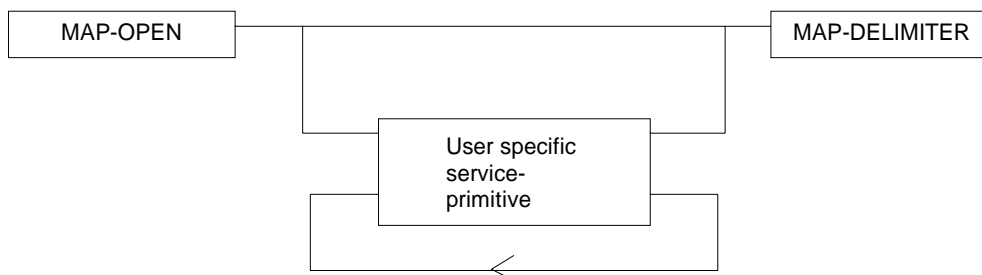 MAP-OPEN
MAP-DELIMITER
User specific
service-
primitive